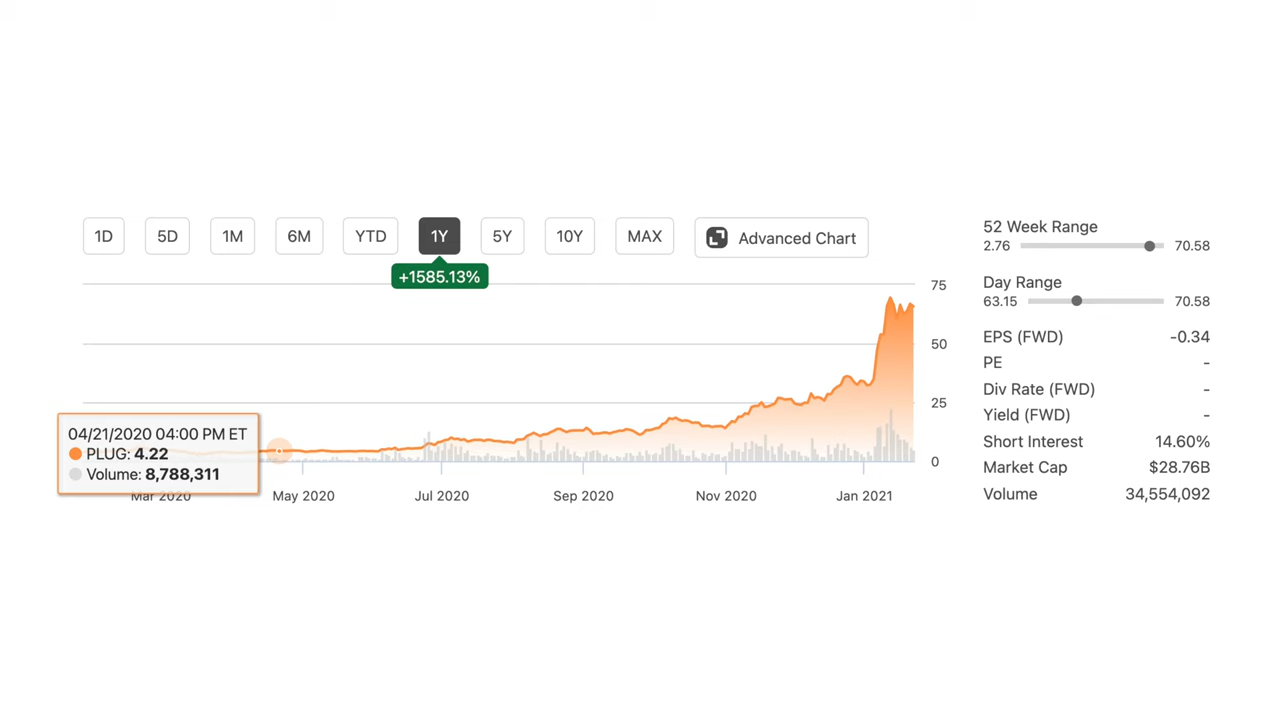 1D 5D 1M 6M YTD 1Y 5Y 10Y MAX Advanced Chart
+1585.13%
75
50
25
0
04/21/2020 04:00 PM ET
PLUG: 4.22
Volume: 8,788,311
Mar 2020 May 2020 Jul 2020 Sep 2020 Nov 2020 Jan 2021
52 Week Range
2.76 70.58
Day Range
63.15 70.58
EPS (FWD) -0.34
PE -
Div Rate (FWD) -
Yield (FWD) -
Short Interest 14.60%
Market Cap $28.76B
Volume 34,554,092